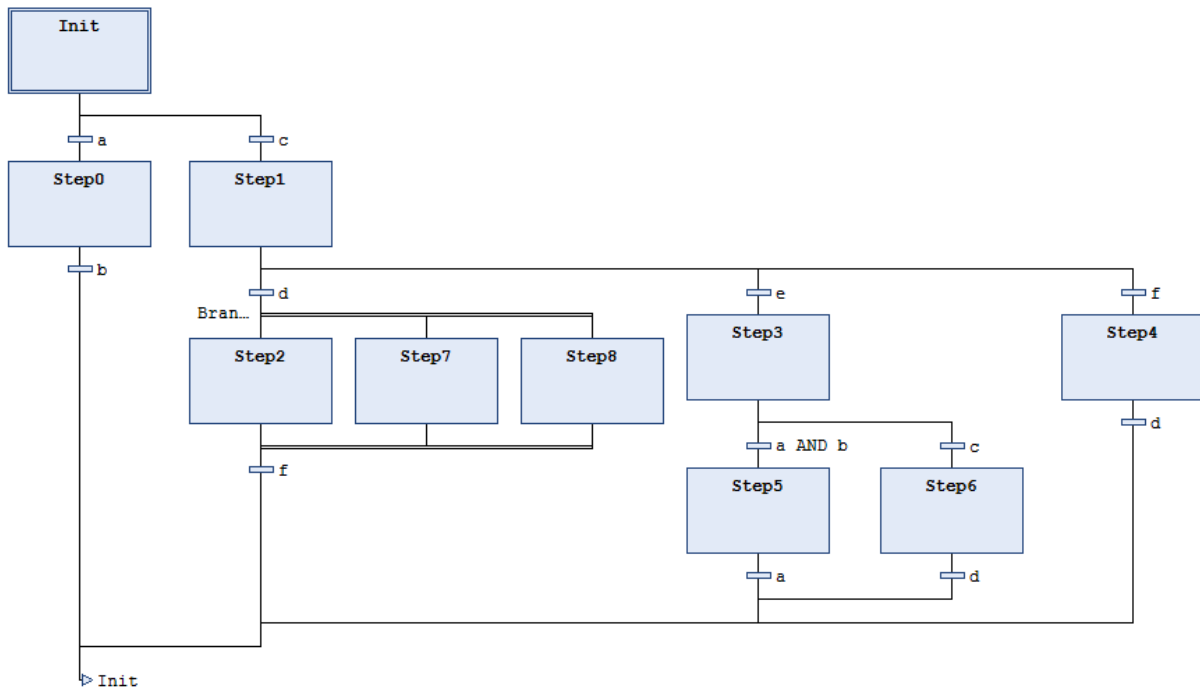 Init
a
c
Step0
Step1
b
d
e
f
Bran…
Step2
Step7
Step8
Step3
Step4
f
a AND b
c
d
Step5
Step6
a
d
Init